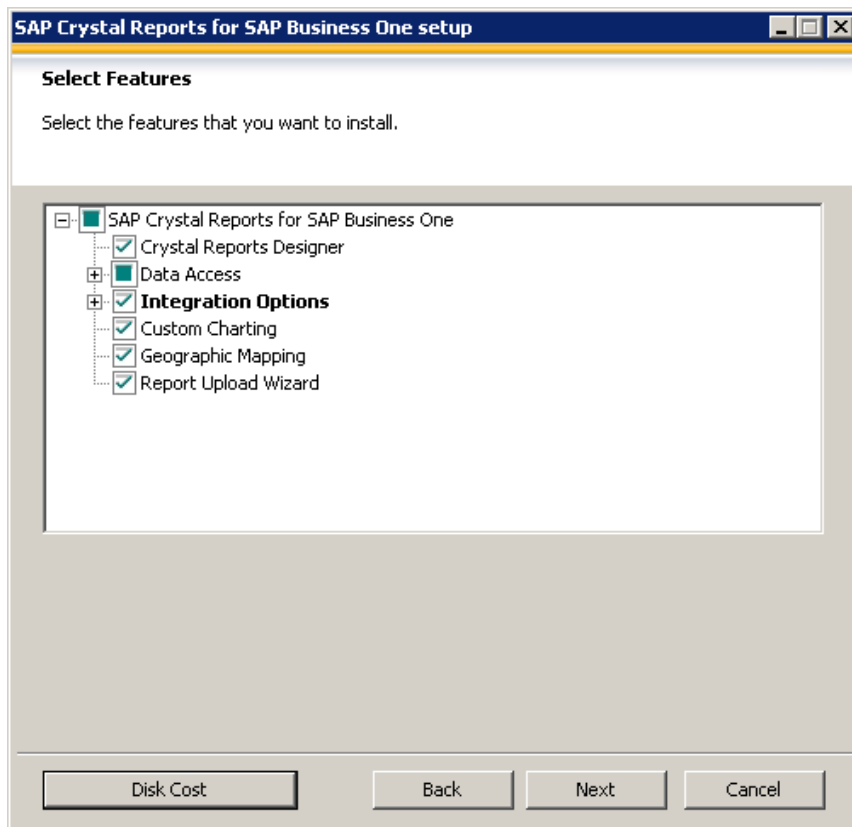 SAP Crystal Reports for SAP Business One setup
Select Features
Select the features that you want to install.
SAP Crystal Reports for SAP Business One
Crystal Reports Designer
Data Access
Integration Options
Custom Charting
Geographic Mapping
Report Upload Wizard
Disk Cost Back Next Cancel